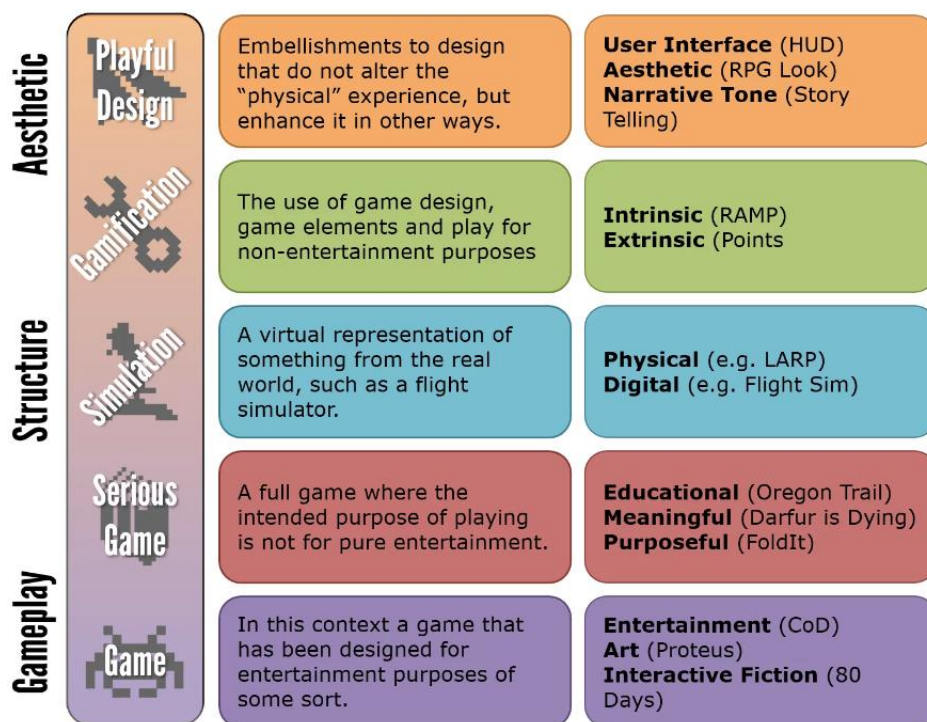 Aesthetic
Playful
Design
Embellishments to design
that do not alter the
“physical” experience, but
enhance it in other ways.
User Interface (HUD)
Aesthetic (RPG Look)
Narrative Tone (Story
Telling)
Gamification
The use of game design,
game elements and play for
non-entertainment purposes
Intrinsic (RAMP)
Extrinsic (Points
Structure
Simulation
A virtual representation of
something from the real
world, such as a flight
simulator.
Physical (e.g. LARP)
Digital (e.g. Flight Sim)
Serious
Game
A full game where the
intended purpose of playing
is not for pure entertainment.
Educational (Oregon Trail)
Meaningful (Darfur is Dying)
Purposeful (FoldIt)
Gameplay
Game
In this context a game that
has been designed for
entertainment purposes of
some sort.
Entertainment (CoD)
Art (Proteus)
Interactive Fiction (80
Days)